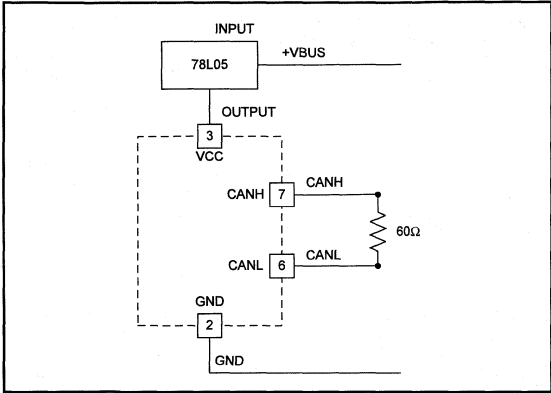 INPUT
+VBUS
78L05
OUTPUT
3
VCC
CANH 7 CANH
60Ω
CANL 6 CANL
GND
2
GND